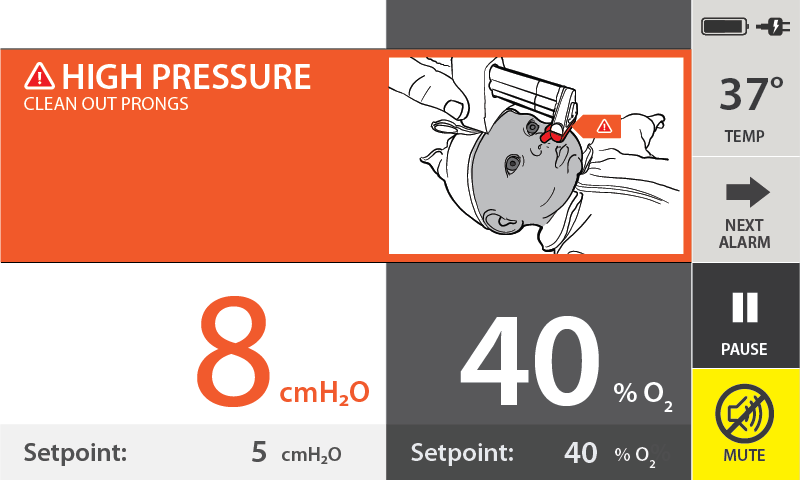 HIGH PRESSURE
CLEAN OUT PRONGS
37°
TEMP
NEXT
ALARM
8 cmH₂O
40 % O₂
PAUSE
Setpoint: 5 cmH₂O
Setpoint: 40 % O₂
MUTE